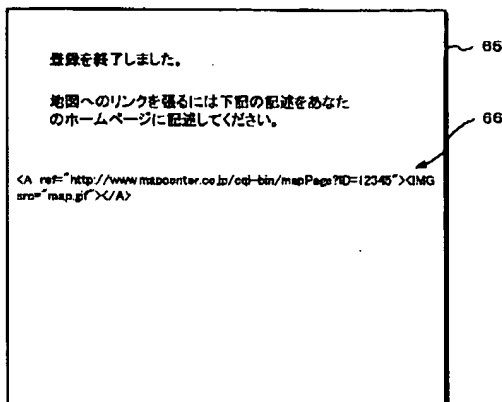 登録を終了しました。
65
地図へのリンクを張るには下記の記述をあなた
のホームページに記述してください。
66
<A ref="http://www.mapcenter.co.jp/cgi-bin/mapPage?ID=12345"><IMG
src="map.gif"></A>